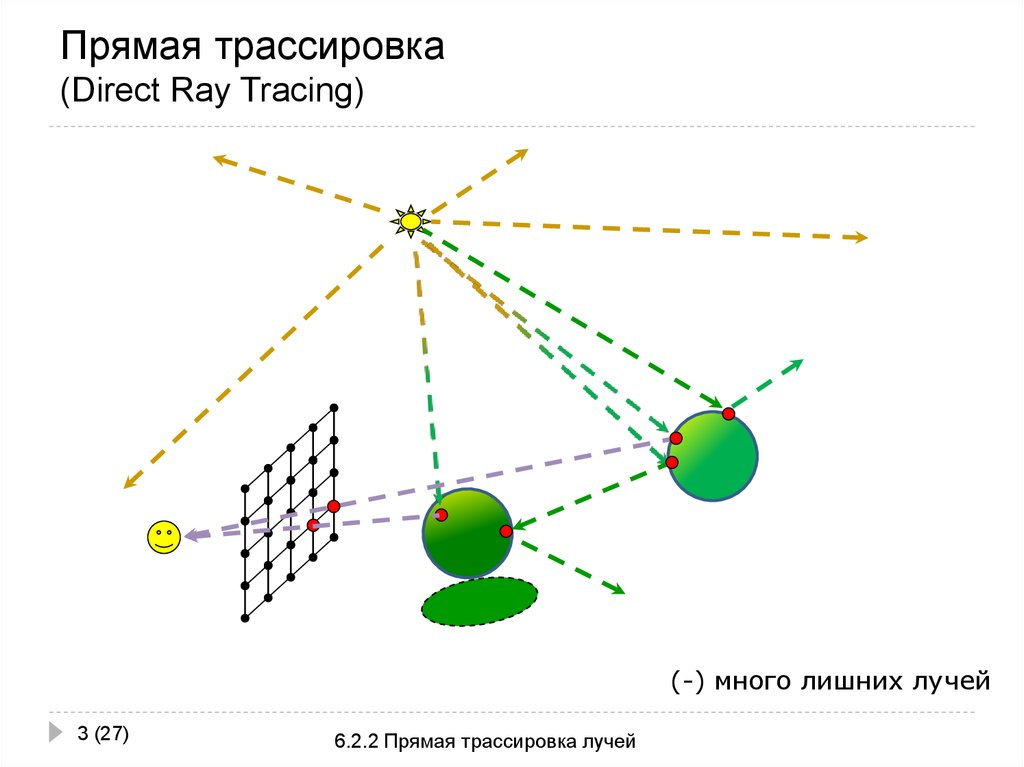 Прямая трассировка
(Direct Ray Tracing)
(-) много лишних лучей
3 (27)
6.2.2 Прямая трассировка лучей